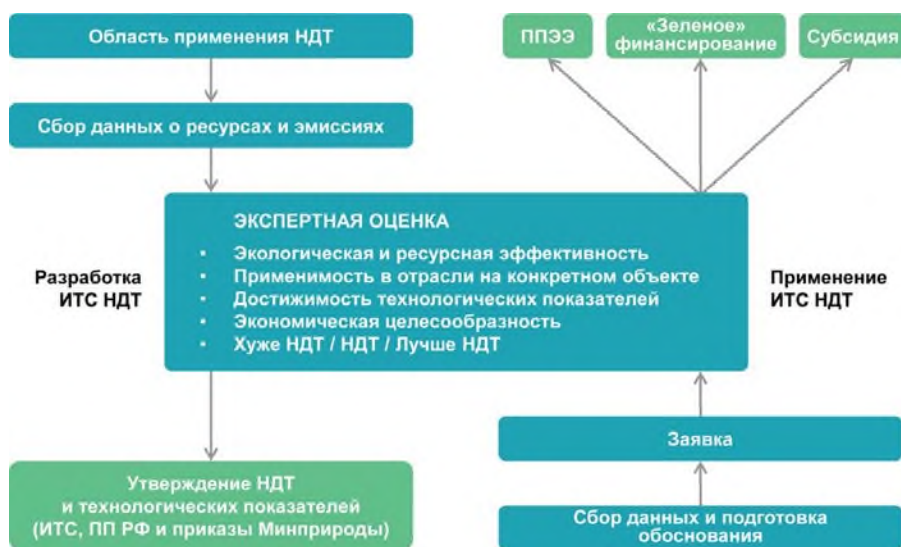 Область применения НДТ
Сбор данных о ресурсах и эмиссиях
ППЭЭ
«Зеленое»
финансирование
Субсидия
Разработка
ИТС НДТ
ЭКСПЕРТНАЯ ОЦЕНКА
• Экологическая и ресурсная эффективность
• Применимость в отрасли на конкретном объекте
• Достижимость технологических показателей
• Экономическая целесообразность
• Хуже НДТ / НДТ / Лучше НДТ
Применение
ИТС НДТ
Утверждение НДТ
и технологических показателей
(ИТС, ПП РФ и приказы Минприроды)
Заявка
Сбор данных и подготовка
обоснования